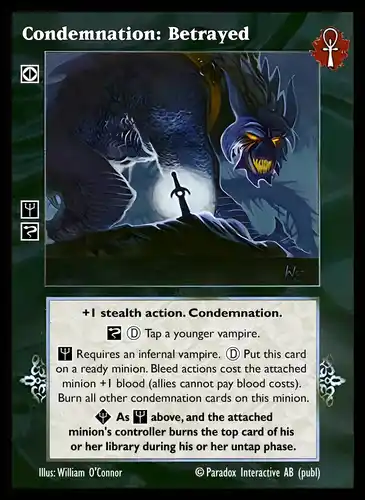 Condemnation: Betrayed
+1 stealth action. Condemnation.
D Tap a younger vampire.
Requires an infernal vampire. D Put this card
on a ready minion. Bleed actions cost the attached
minion +1 blood (allies cannot pay blood costs).
Burn all other condemnation cards on this minion.
As above, and the attached
minion's controller burns the top card of his
or her library during his or her untap phase.
Illus: William O'Connor © Paradox Interactive AB (publ)